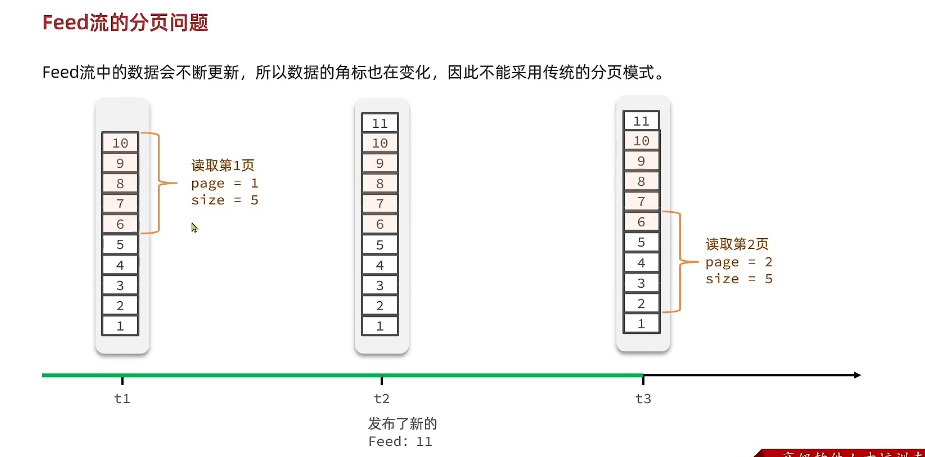 Feed流的分页问题
Feed流中的数据会不断更新，所以数据的角标也在变化，因此不能采用传统的分页模式。
10
9
8
7
6
5
4
3
2
1
读取第1页
page = 1
size = 5
11
10
9
8
7
6
5
4
3
2
1
11
10
9
8
7
6
5
4
3
2
1
读取第2页
page = 2
size = 5
t1
t2
t3
发布了新的
Feed：11